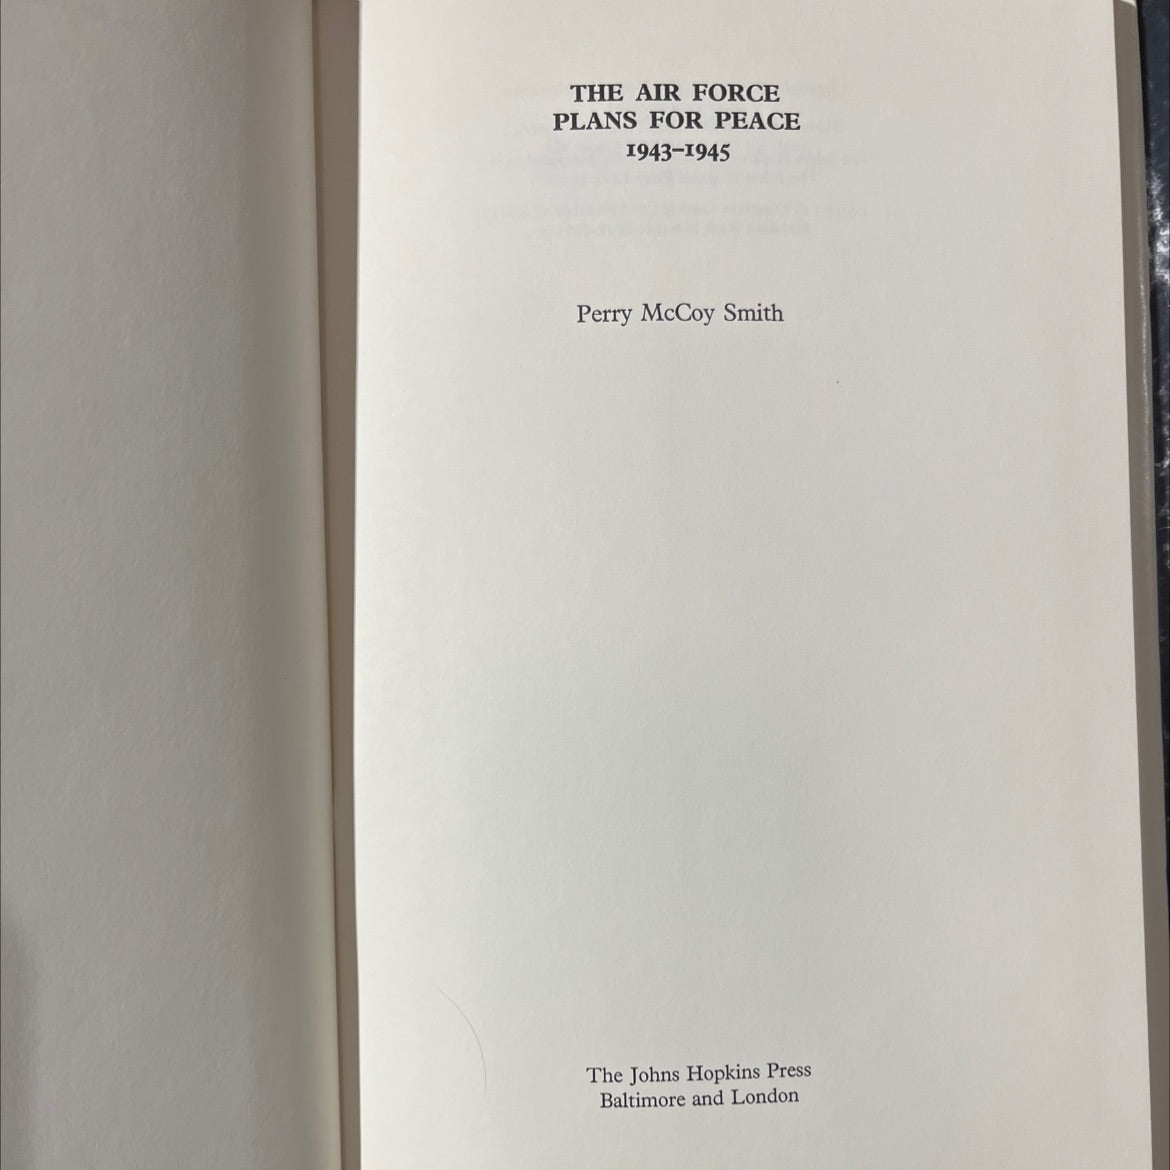 THE AIR FORCE
PLANS FOR PEACE
1943–1945
Perry McCoy Smith
The Johns Hopkins Press
Baltimore and London